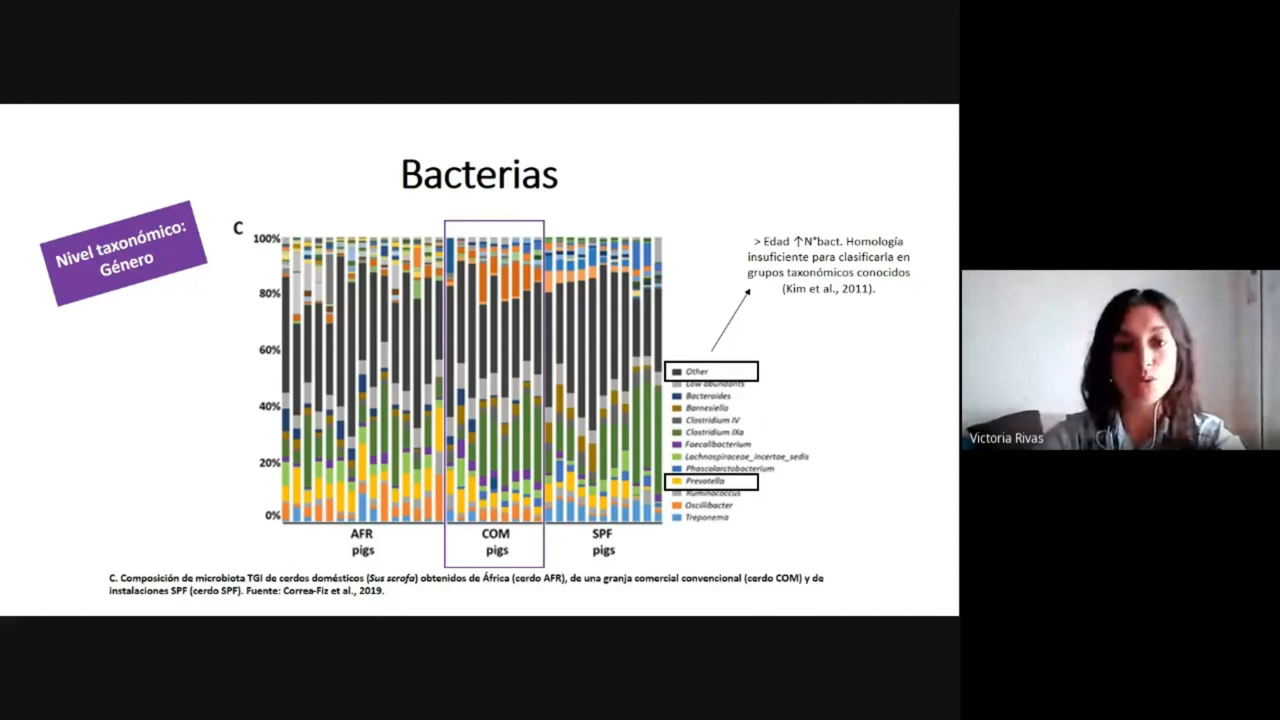 Bacterias
Nivel taxonómico:
Género
C
100%
80%
60%
40%
20%
0%
AFR
pigs
COM
pigs
SPF
pigs
> Edad ↑N°bact. Homología
insuficiente para clasificarla en
grupos taxonómicos conocidos
(Kim et al., 2011).
Other
Low abundants
Bacteroides
Barnesiella
Clostridium IV
Clostridium IXa
Faecalibacterium
Lachnospiraceae_incertae_sedis
Phascolarctobacterium
Prevotella
Ruminococcus
Oscillibacter
Treponema
C. Composición de microbiota TGI de cerdos domésticos (Sus scrofa) obtenidos de África (cerdo AFR), de una granja comercial convencional (cerdo COM) y de
instalaciones SPF (cerdo SPF). Fuente: Correa-Fiz et al., 2019.
Victoria Rivas